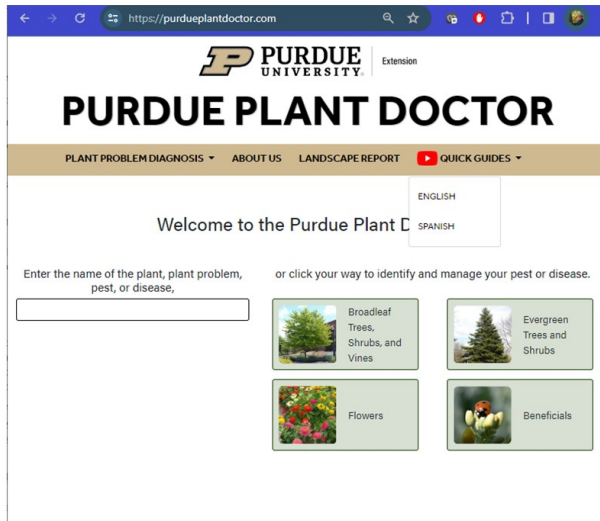 https://purdueplantdoctor.com
PURDUE
UNIVERSITY®
Extension
PURDUE PLANT DOCTOR
PLANT PROBLEM DIAGNOSIS ABOUT US LANDSCAPE REPORT QUICK GUIDES
ENGLISH
SPANISH
Welcome to the Purdue Plant D
Enter the name of the plant, plant problem,
pest, or disease,
or click your way to identify and manage your pest or disease.
Broadleaf
Trees,
Shrubs, and
Vines
Evergreen
Trees and
Shrubs
Flowers
Beneficials